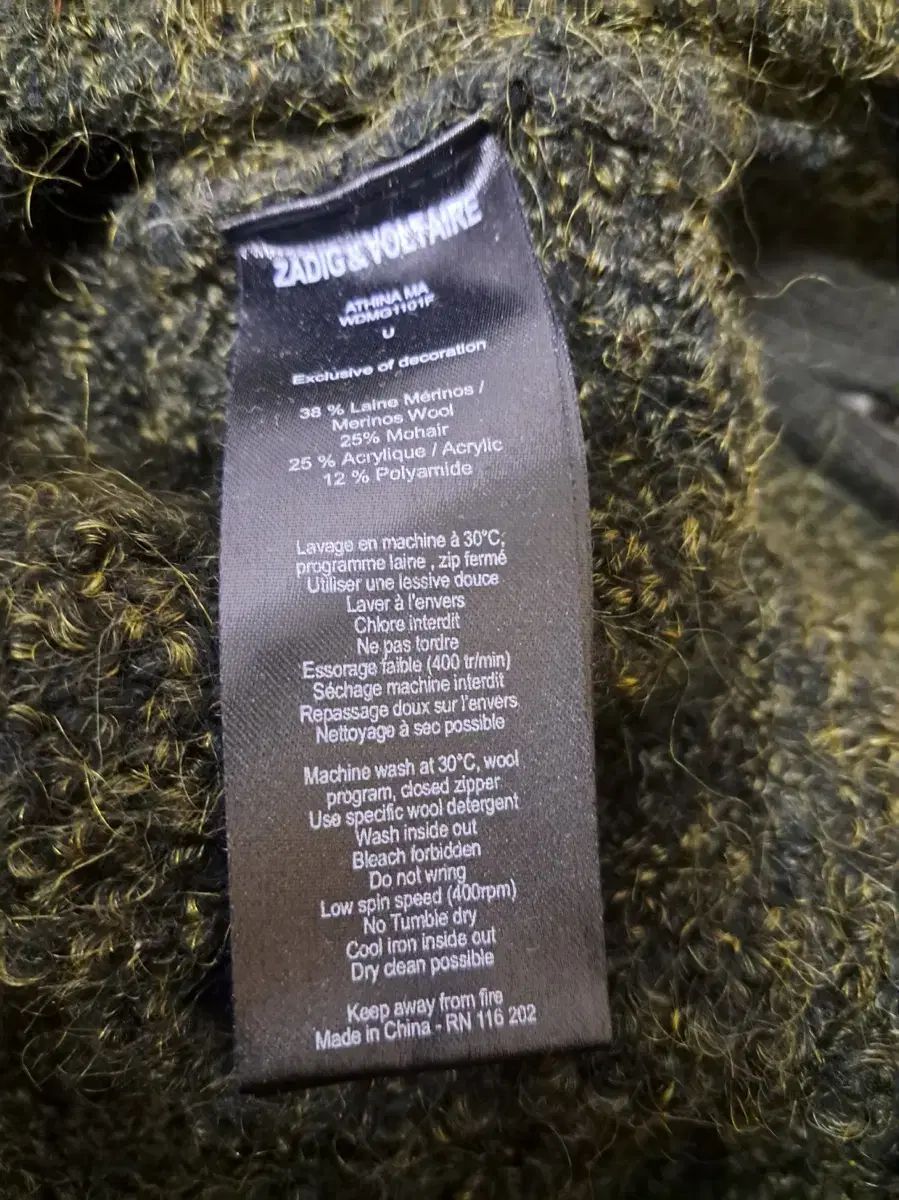 ZADIG&VOLTAIRE
ATHINA MA
WDMG1101F
U
Exclusive of decoration
38 % Laine Mérinos /
Merinos Wool
25% Mohair
25 % Acrylique / Acrylic
12 % Polyamide
Lavage en machine à 30°C;
programme laine , zip fermé
Utiliser une lessive douce
Laver à l'envers
Chlore interdit
Ne pas tordre
Essorage faible (400 tr/min)
Séchage machine interdit
Repassage doux sur l'envers
Nettoyage à sec possible
Machine wash at 30°C, wool
program, closed zipper
Use specific wool detergent
Wash inside out
Bleach forbidden
Do not wring
Low spin speed (400rpm)
No Tumble dry
Cool iron inside out
Dry clean possible
Keep away from fire
Made in China - RN 116 202